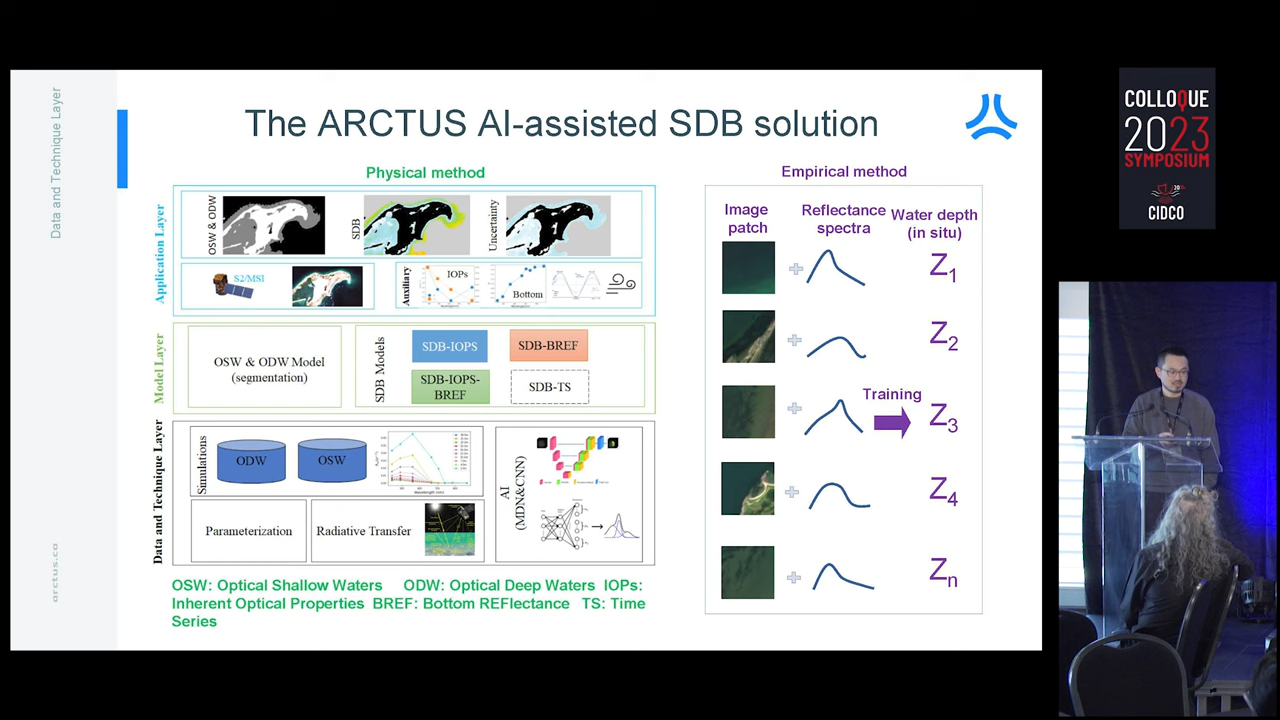 Data and Technique Layer
The ARCTUS AI-assisted SDB solution
Physical method
Application Layer
OSW & ODW
SDB
Uncertainty
S2/MSI
Auxiliary
IOPs
Bottom
Model Layer
OSW & ODW Model
(segmentation)
SDB Models
SDB-IOPS
SDB-BREF
SDB-IOPS-
BREF
SDB-TS
Data and Technique Layer
Simulations
ODW
OSW
Parameterization
Radiative Transfer
AI
(MDN&CNN)
OSW: Optical Shallow Waters ODW: Optical Deep Waters IOPs:
Inherent Optical Properties BREF: Bottom REFlectance TS: Time
Series
Empirical method
Image
patch
Reflectance
spectra
Water depth
(in situ)
Z1
Z2
Training
Z3
Z4
Zn
arctus.ca
COLLOQUE
2023
SYMPOSIUM
CIDCO